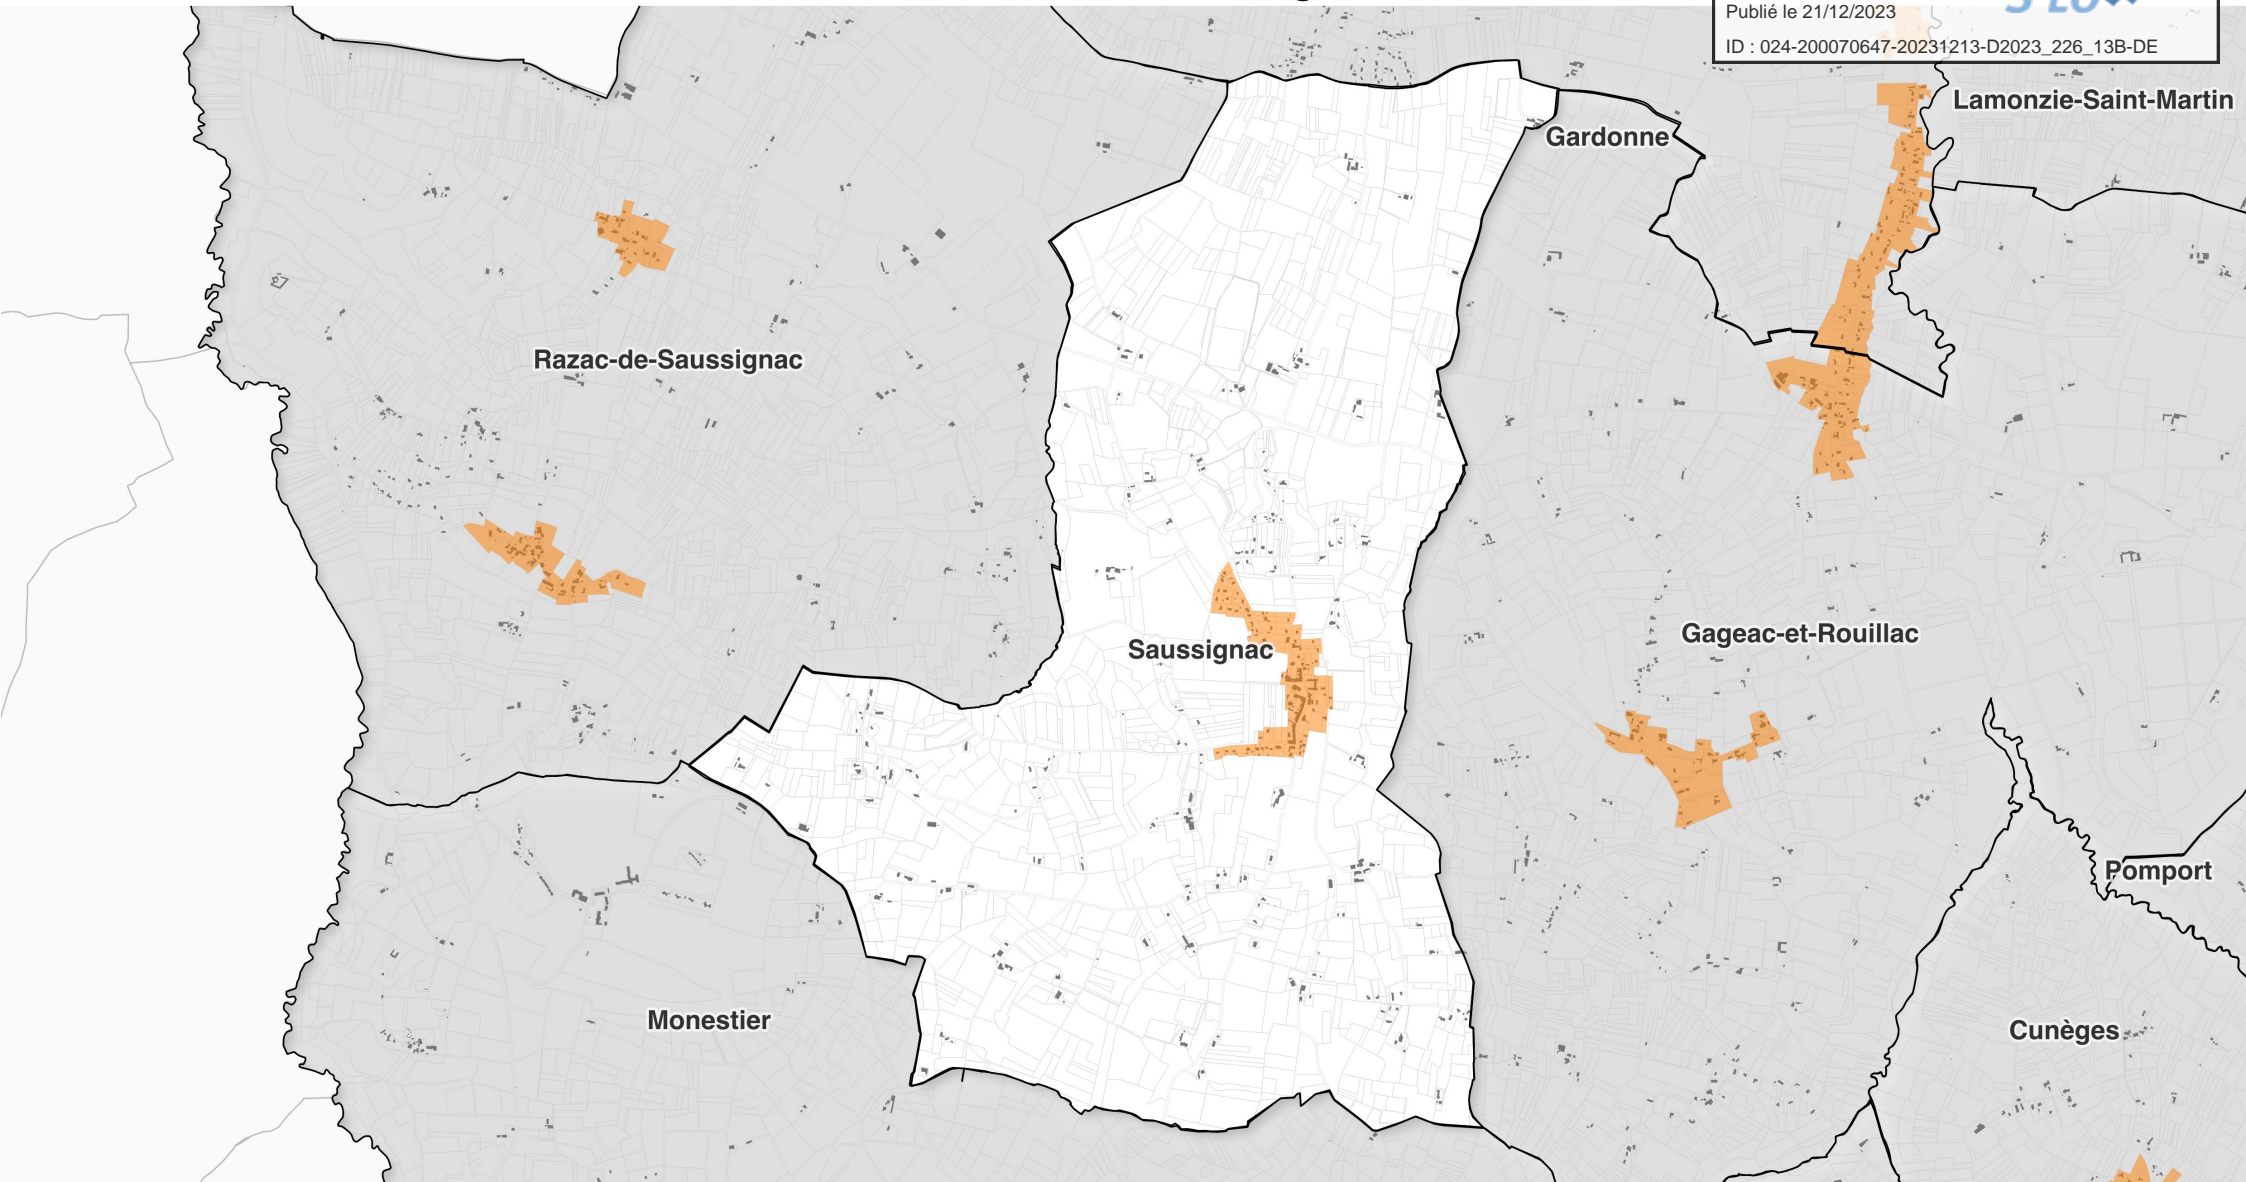 Publié le 21/12/2023
ID : 024-200070647-20231213-D2023_226_13B-DE
Lamonzie-Saint-Martin
Gardonne
Razac-de-Saussignac
Gageac-et-Rouillac
Saussignac
Pomport
Monestier
Cunèges